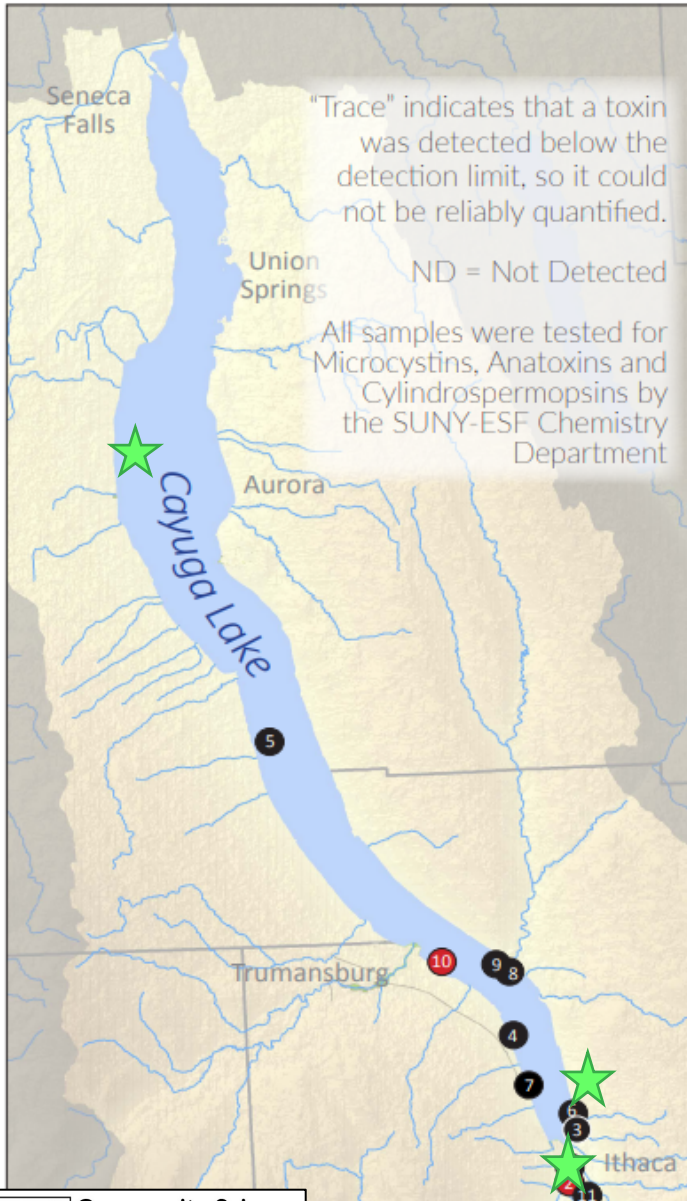 Seneca
Falls
"Trace" indicates that a toxin
was detected below the
detection limit, so it could
not be reliably quantified.
ND = Not Detected
All samples were tested for
Microcystins, Anatoxins and
Cylindrospermopsins by
the SUNY-ESF Chemistry
Department
Union
Springs
Aurora
Cayuga Lake
5
10
9
8
Trumansburg
4
7
6
3
Ithaca
2
11